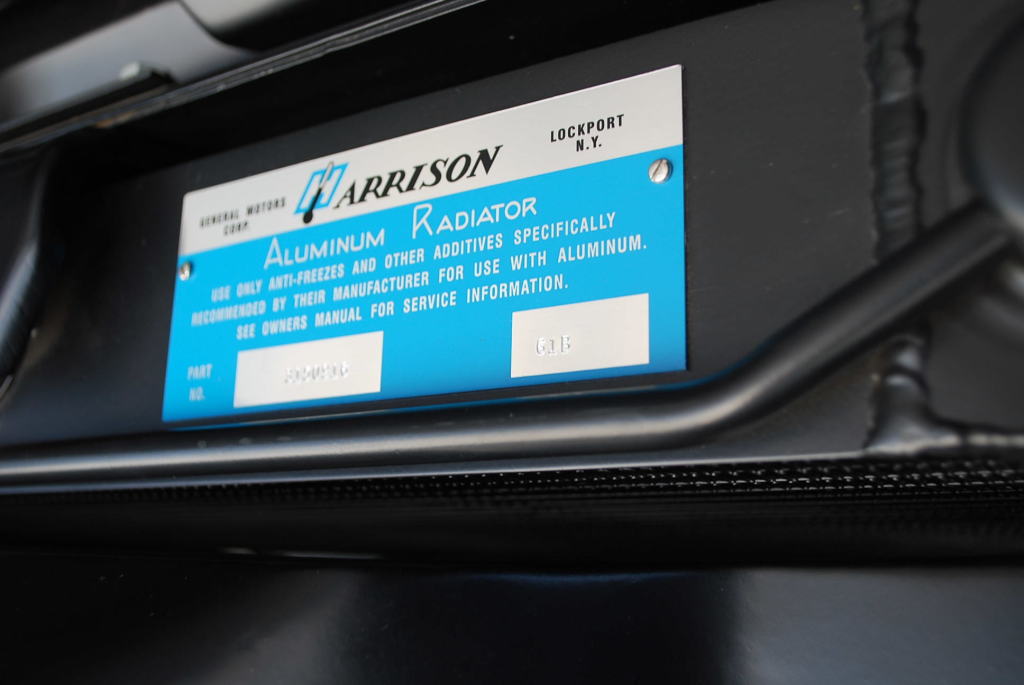 GENERAL MOTORS
CORP.
HARRISON
LOCKPORT
N.Y.
ALUMINUM RADIATOR
USE ONLY ANTI-FREEZES AND OTHER ADDITIVES SPECIFICALLY
RECOMMENDED BY THEIR MANUFACTURER FOR USE WITH ALUMINUM.
SEE OWNERS MANUAL FOR SERVICE INFORMATION.
PART
NO.
61B